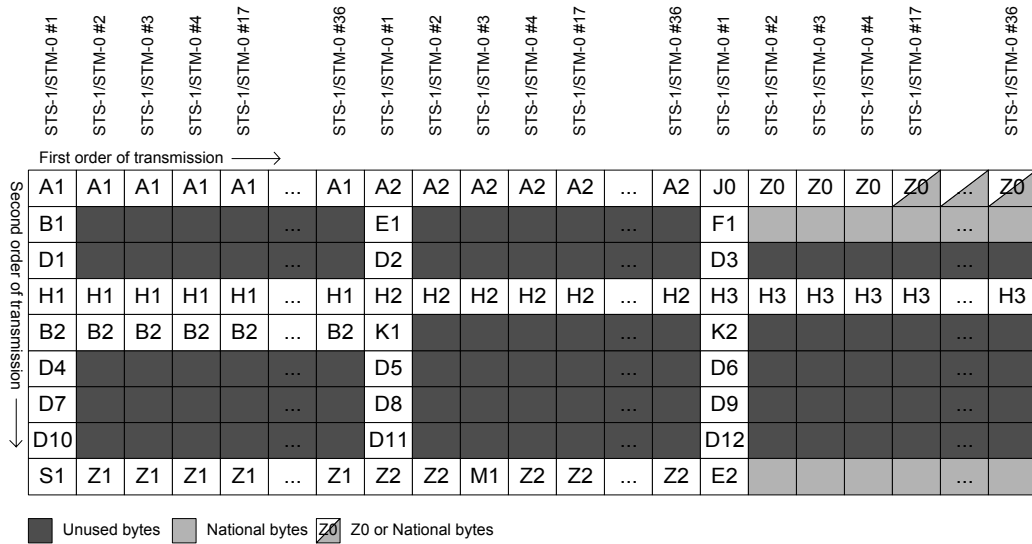 STS-1/STM-0 #1 STS-1/STM-0 #2 STS-1/STM-0 #3 STS-1/STM-0 #4 STS-1/STM-0 #17 STS-1/STM-0 #36 STS-1/STM-0 #1 STS-1/STM-0 #2 STS-1/STM-0 #3 STS-1/STM-0 #4 STS-1/STM-0 #17 STS-1/STM-0 #36 STS-1/STM-0 #1 STS-1/STM-0 #2 STS-1/STM-0 #3 STS-1/STM-0 #4 STS-1/STM-0 #17 STS-1/STM-0 #36
First order of transmission
Second order of transmission
A1 A1 A1 A1 A1 ... A1 A2 A2 A2 A2 A2 ... A2 J0 Z0 Z0 Z0 Z0 ... Z0
B1 ... E1 ... F1 ...
D1 ... D2 ... D3 ...
H1 H1 H1 H1 H1 ... H1 H2 H2 H2 H2 H2 ... H2 H3 H3 H3 H3 H3 ... H3
B2 B2 B2 B2 B2 ... B2 K1 ... K2 ...
D4 ... D5 ... D6 ...
D7 ... D8 ... D9 ...
D10 ... D11 ... D12 ...
S1 Z1 Z1 Z1 Z1 ... Z1 Z2 Z2 M1 Z2 Z2 ... Z2 E2 ...
Unused bytes National bytes Z0 Z0 or National bytes